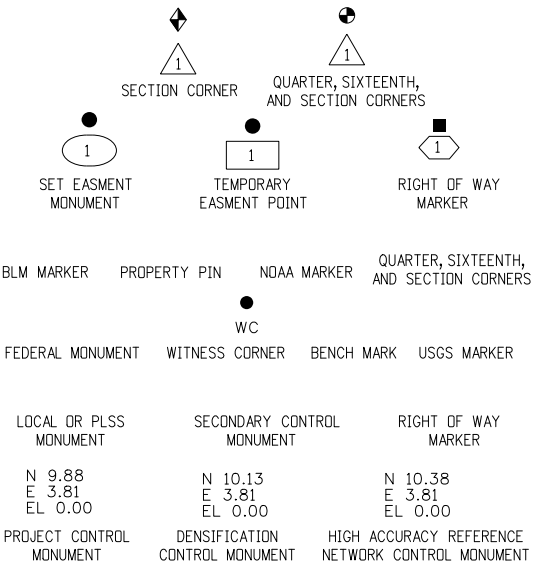 1
1
SECTION CORNER
QUARTER, SIXTEENTH,
AND SECTION CORNERS
1
1
1
SET EASMENT
MONUMENT
TEMPORARY
EASMENT POINT
RIGHT OF WAY
MARKER
BLM MARKER
PROPERTY PIN
NOAA MARKER
QUARTER, SIXTEENTH,
AND SECTION CORNERS
WC
FEDERAL MONUMENT
WITNESS CORNER
BENCH MARK
USGS MARKER
LOCAL OR PLSS
MONUMENT
SECONDARY CONTROL
MONUMENT
RIGHT OF WAY
MARKER
N 9.88
E 3.81
EL 0.00
N 10.13
E 3.81
EL 0.00
N 10.38
E 3.81
EL 0.00
PROJECT CONTROL
MONUMENT
DENSIFICATION
CONTROL MONUMENT
HIGH ACCURACY REFERENCE
NETWORK CONTROL MONUMENT